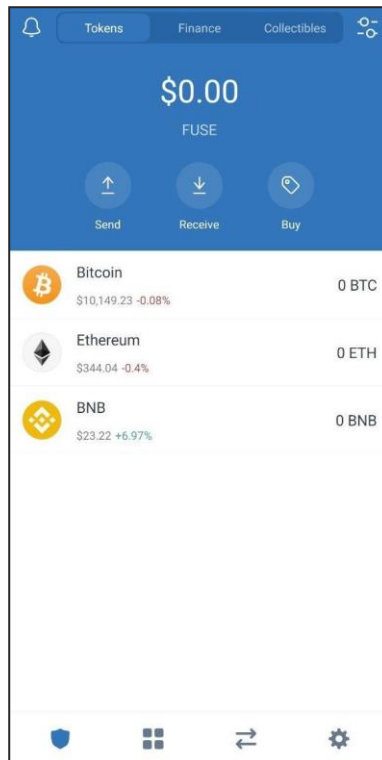 Tokens Finance Collectibles
$0.00
FUSE
Send Receive Buy
Bitcoin
$10,149.23 -0.08%
0 BTC
Ethereum
$344.04 -0.4%
0 ETH
BNB
$23.22 +6.97%
0 BNB